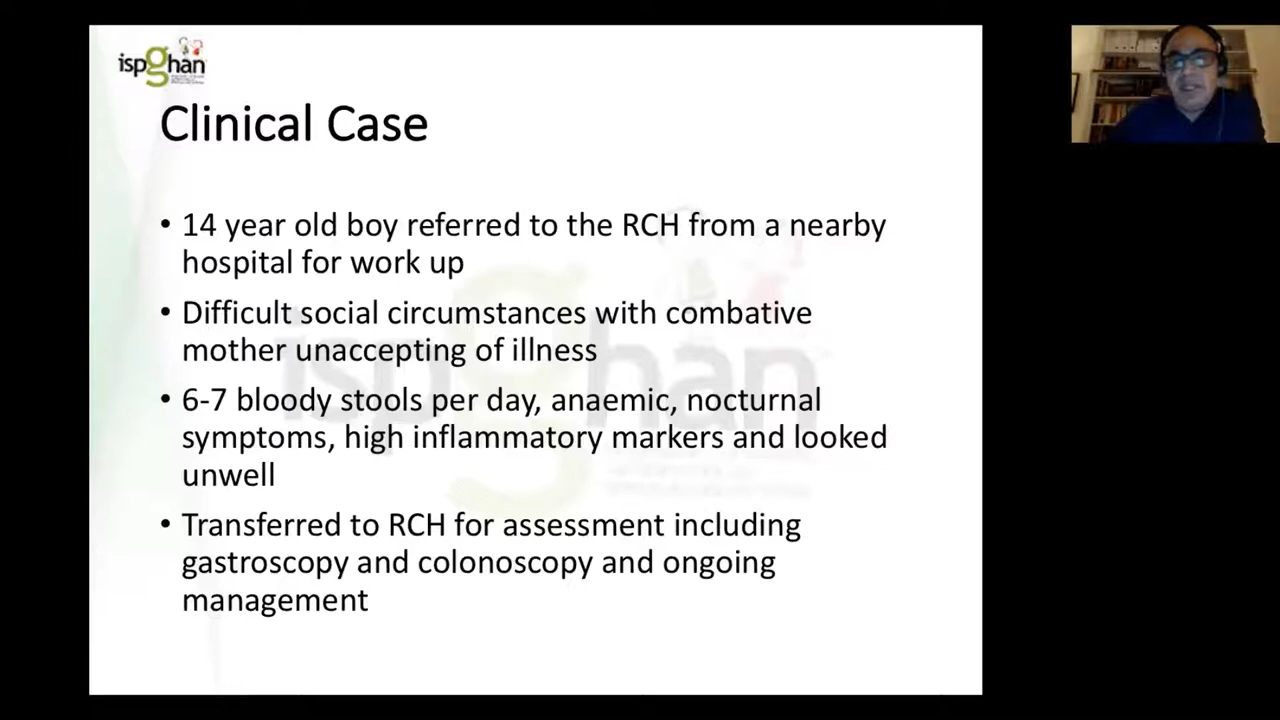 ispghan
Clinical Case
• 14 year old boy referred to the RCH from a nearby
hospital for work up
• Difficult social circumstances with combative
mother unaccepting of illness
• 6-7 bloody stools per day, anaemic, nocturnal
symptoms, high inflammatory markers and looked
unwell
• Transferred to RCH for assessment including
gastroscopy and colonoscopy and ongoing
management
ispghan